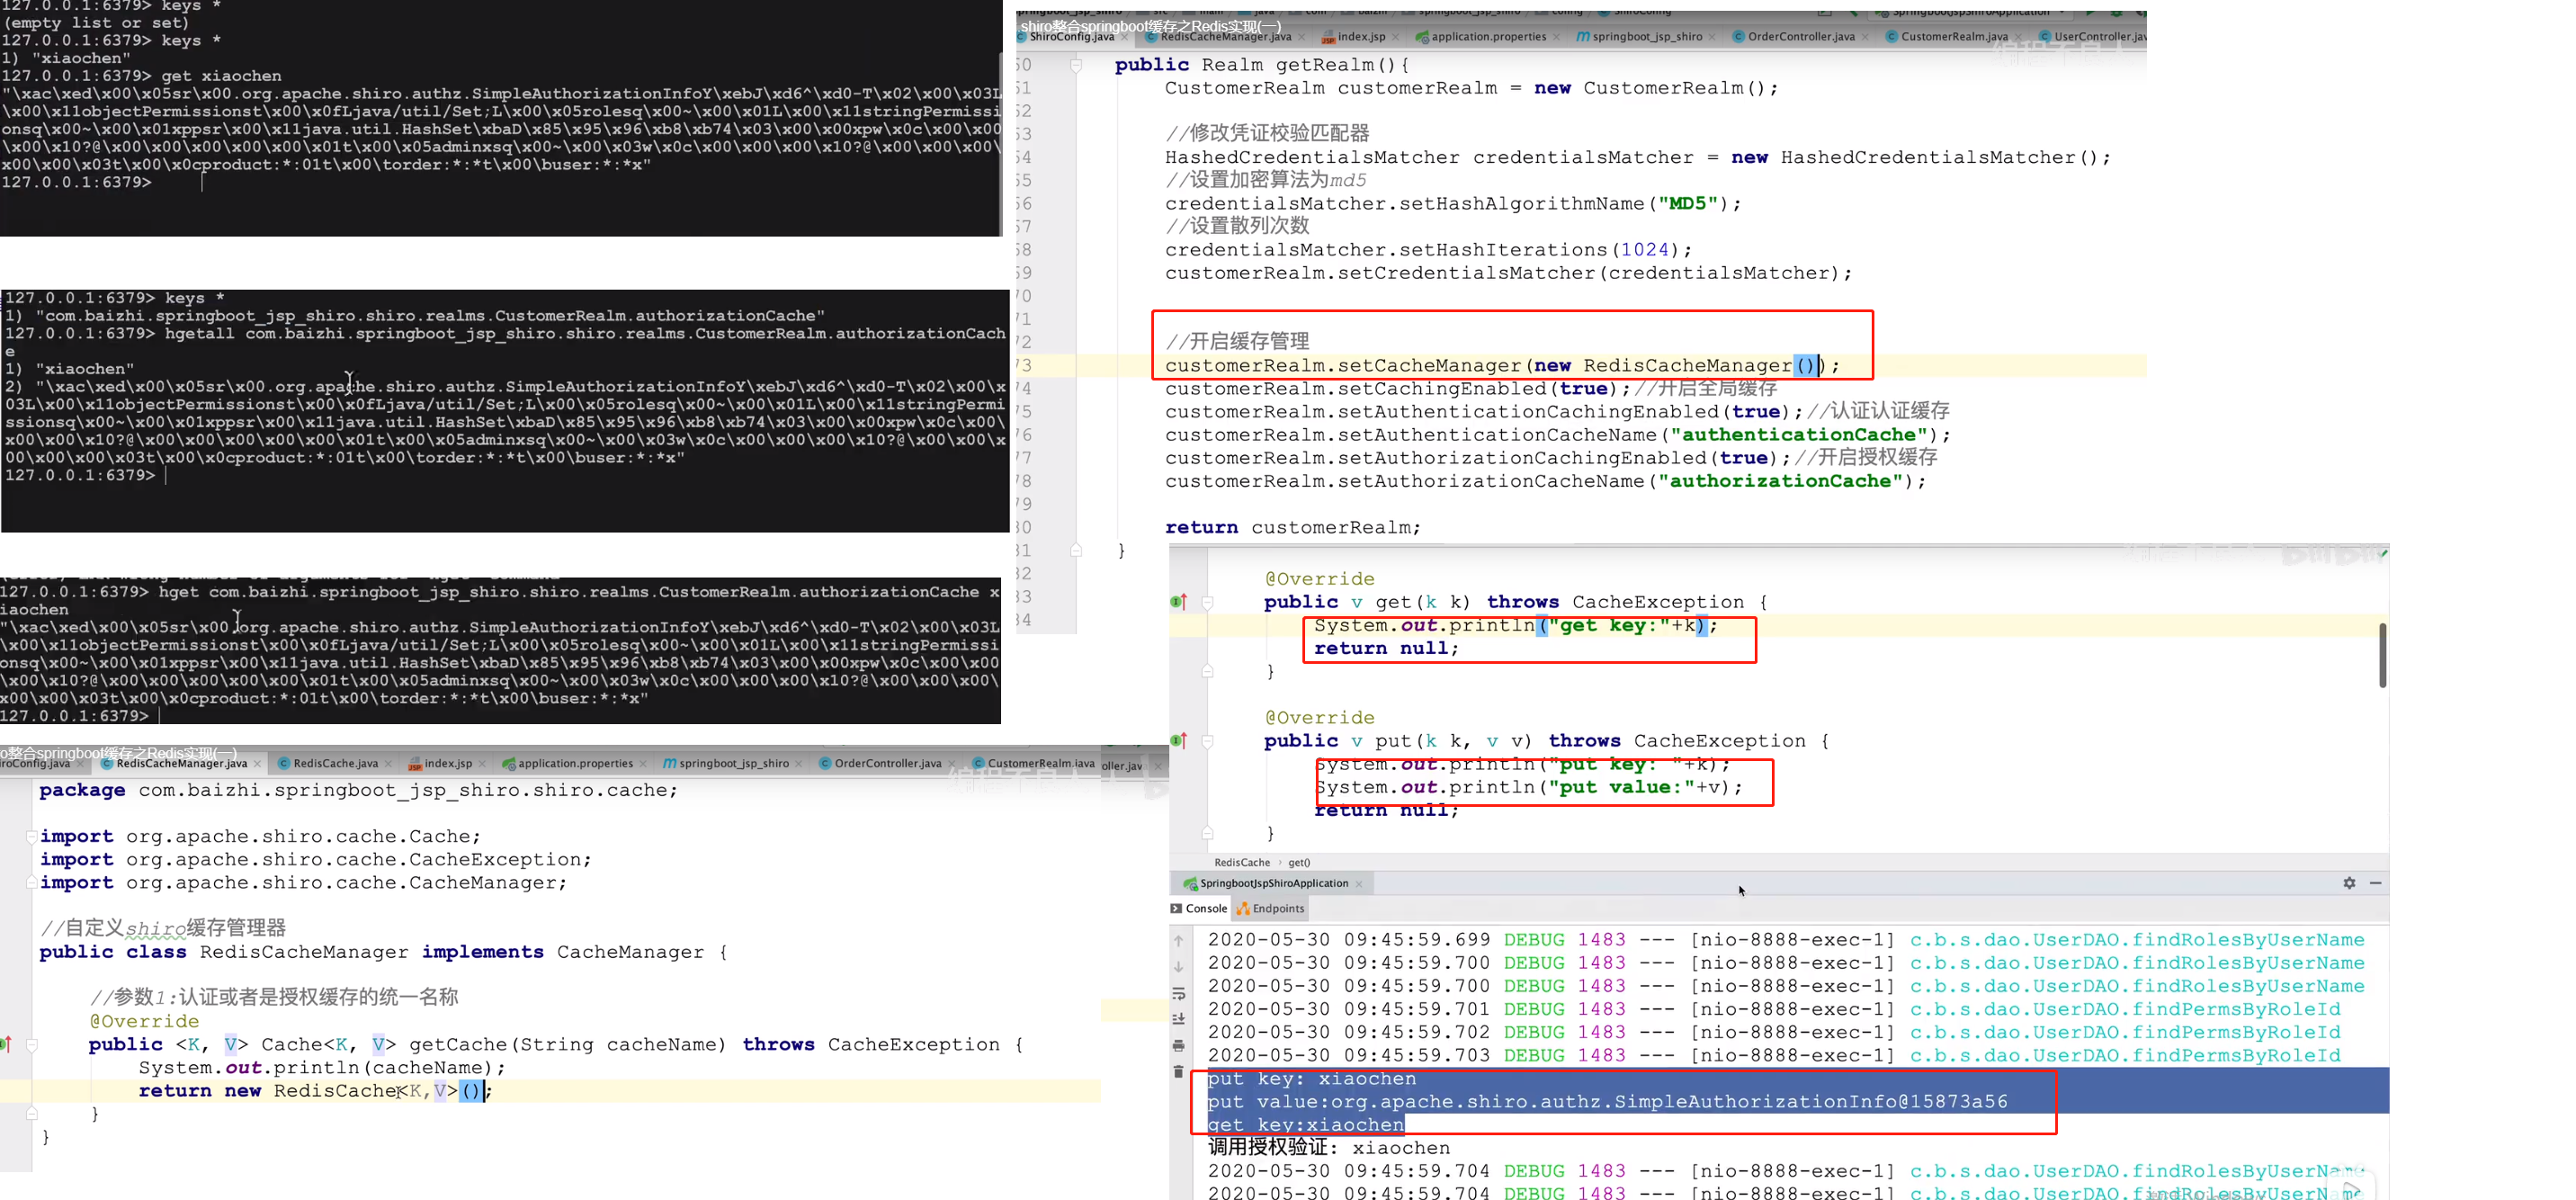 127.0.0.1:6379> keys *
(empty list or set)
127.0.0.1:6379> keys *
1) "xiaochen"
127.0.0.1:6379> get xiaochen
"\xac\xed\x00\x05sr\x00.org.apache.shiro.authz.SimpleAuthorizationInfoY\xebJ\xd6^\xd0-T\x02\x00\x03L
\x00\x11objectPermissionst\x00\x0fLjava/util/Set;L\x00\x05rolesq\x00~\x00\x01L\x00\x11stringPermissi
onsq\x00~\x00\x01xppsr\x00\x11java.util.HashSet\xbaD\x85\x95\x96\xb8\xb74\x03\x00\x00xpw\x0c\x00\x00
\x00\x10?@\x00\x00\x00\x00\x00\x01t\x00\x05adminxsq\x00~\x00\x03w\x0c\x00\x00\x00\x10?@\x00\x00\x00\
x00\x00\x03t\x00\x0cproduct:*:01t\x00\torder:*:*t\x00\buser:*:*x"
127.0.0.1:6379>
127.0.0.1:6379> keys *
1) "com.baizhi.springboot_jsp_shiro.shiro.realms.CustomerRealm.authorizationCache"
127.0.0.1:6379> hgetall com.baizhi.springboot_jsp_shiro.shiro.realms.CustomerRealm.authorizationCach
e
1) "xiaochen"
2) "\xac\xed\x00\x05sr\x00.org.apache.shiro.authz.SimpleAuthorizationInfoY\xebJ\xd6^\xd0-T\x02\x00\x
03L\x00\x11objectPermissionst\x00\x0fLjava/util/Set;L\x00\x05rolesq\x00~\x00\x01L\x00\x11stringPermi
ssionsq\x00~\x00\x01xppsr\x00\x11java.util.HashSet\xbaD\x85\x95\x96\xb8\xb74\x03\x00\x00xpw\x0c\x00\
x00\x00\x10?@\x00\x00\x00\x00\x00\x01t\x00\x05adminxsq\x00~\x00\x03w\x0c\x00\x00\x00\x10?@\x00\x00\x
00\x00\x00\x03t\x00\x0cproduct:*:01t\x00\torder:*:*t\x00\buser:*:*x"
127.0.0.1:6379>
127.0.0.1:6379> hget com.baizhi.springboot_jsp_shiro.shiro.realms.CustomerRealm.authorizationCache x
iaochen
"\xac\xed\x00\x05sr\x00.org.apache.shiro.authz.SimpleAuthorizationInfoY\xebJ\xd6^\xd0-T\x02\x00\x03L
\x00\x11objectPermissionst\x00\x0fLjava/util/Set;L\x00\x05rolesq\x00~\x00\x01L\x00\x11stringPermissi
onsq\x00~\x00\x01xppsr\x00\x11java.util.HashSet\xbaD\x85\x95\x96\xb8\xb74\x03\x00\x00xpw\x0c\x00\x00
\x00\x10?@\x00\x00\x00\x00\x00\x01t\x00\x05adminxsq\x00~\x00\x03w\x0c\x00\x00\x00\x10?@\x00\x00\x00\
x00\x00\x03t\x00\x0cproduct:*:01t\x00\torder:*:*t\x00\buser:*:*x"
127.0.0.1:6379>
o整合springboot缓存之Redis实现(一)
iroConfig.java RedisCacheManager.java RedisCache.java index.jsp application.properties springboot_jsp_shiro OrderController.java CustomerRealm.java oller.jav
package com.baizhi.springboot_jsp_shiro.shiro.cache;
import org.apache.shiro.cache.Cache;
import org.apache.shiro.cache.CacheException;
import org.apache.shiro.cache.CacheManager;
//自定义shiro缓存管理器
public class RedisCacheManager implements CacheManager {
//参数1:认证或者是授权缓存的统一名称
@Override
public <K, V> Cache<K, V> getCache(String cacheName) throws CacheException {
System.out.println(cacheName);
return new RedisCache<K,V>();
}
}
shiro整合springboot缓存之Redis实现(一)
ShiroConfig.java RedisCacheManager.java index.jsp application.properties springboot_jsp_shiro OrderController.java CustomerRealm.java UserController.jav
60 public Realm getRealm(){
61 CustomerRealm customerRealm = new CustomerRealm();
62
63 //修改凭证校验匹配器
64 HashedCredentialsMatcher credentialsMatcher = new HashedCredentialsMatcher();
65 //设置加密算法为md5
66 credentialsMatcher.setHashAlgorithmName("MD5");
67 //设置散列次数
68 credentialsMatcher.setHashIterations(1024);
69 customerRealm.setCredentialsMatcher(credentialsMatcher);
70
71
72 //开启缓存管理
73 customerRealm.setCacheManager(new RedisCacheManager());
74 customerRealm.setCachingEnabled(true);//开启全局缓存
75 customerRealm.setAuthenticationCachingEnabled(true);//认证认证缓存
76 customerRealm.setAuthenticationCacheName("authenticationCache");
77 customerRealm.setAuthorizationCachingEnabled(true);//开启授权缓存
78 customerRealm.setAuthorizationCacheName("authorizationCache");
79
80 return customerRealm;
81 }
82
83
84
@Override
public v get(k k) throws CacheException {
System.out.println("get key:"+k);
return null;
}
@Override
public v put(k k, v v) throws CacheException {
System.out.println("put key: "+k);
System.out.println("put value:"+v);
return null;
}
RedisCache › get()
SpringbootJspShiroApplication
Console Endpoints
2020-05-30 09:45:59.699 DEBUG 1483 --- [nio-8888-exec-1] c.b.s.dao.UserDAO.findRolesByUserName
2020-05-30 09:45:59.700 DEBUG 1483 --- [nio-8888-exec-1] c.b.s.dao.UserDAO.findRolesByUserName
2020-05-30 09:45:59.700 DEBUG 1483 --- [nio-8888-exec-1] c.b.s.dao.UserDAO.findRolesByUserName
2020-05-30 09:45:59.701 DEBUG 1483 --- [nio-8888-exec-1] c.b.s.dao.UserDAO.findPermsByRoleId
2020-05-30 09:45:59.702 DEBUG 1483 --- [nio-8888-exec-1] c.b.s.dao.UserDAO.findPermsByRoleId
2020-05-30 09:45:59.703 DEBUG 1483 --- [nio-8888-exec-1] c.b.s.dao.UserDAO.findPermsByRoleId
put key: xiaochen
put value:org.apache.shiro.authz.SimpleAuthorizationInfo@15873a56
get key:xiaochen
调用授权验证: xiaochen
2020-05-30 09:45:59.704 DEBUG 1483 --- [nio-8888-exec-1] c.b.s.dao.UserDAO.findRolesByUserName
2020-05-30 09:45:59.704 DEBUG 1483 --- [nio-8888-exec-1] c.b.s.dao.UserDAO.findRolesByUserName